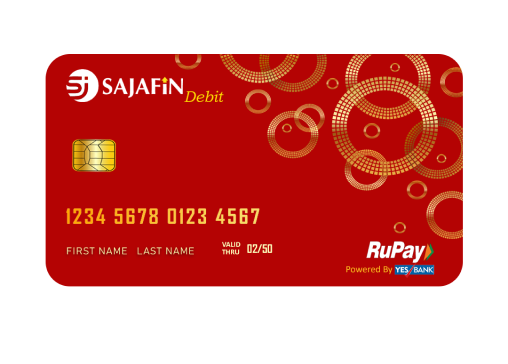 Sj SAJAFIN
Debit
1234 5678 0123 4567
FIRST NAME LAST NAME VALID THRU 02/50
RuPay
Powered By YES BANK